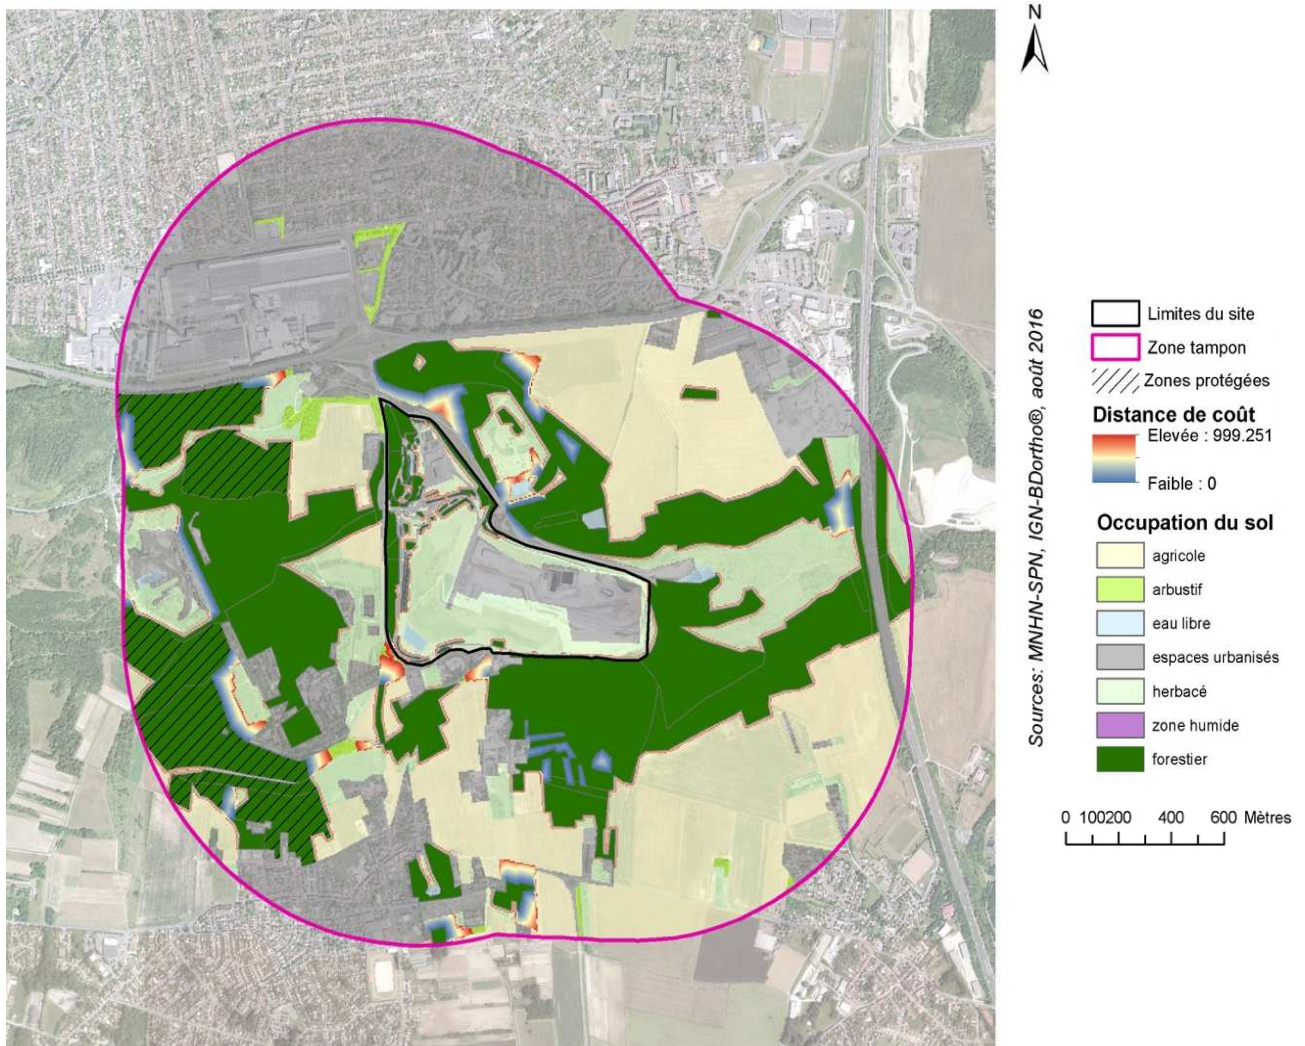 N
Sources: MNHN-SPN, IGN-BDortho®, août 2016
Limites du site
Zone tampon
Zones protégées
Distance de coût
Elevée : 999.251
Faible : 0
Occupation du sol
agricole
arbustif
eau libre
espaces urbanisés
herbacé
zone humide
forestier
0 100200 400 600 Mètres